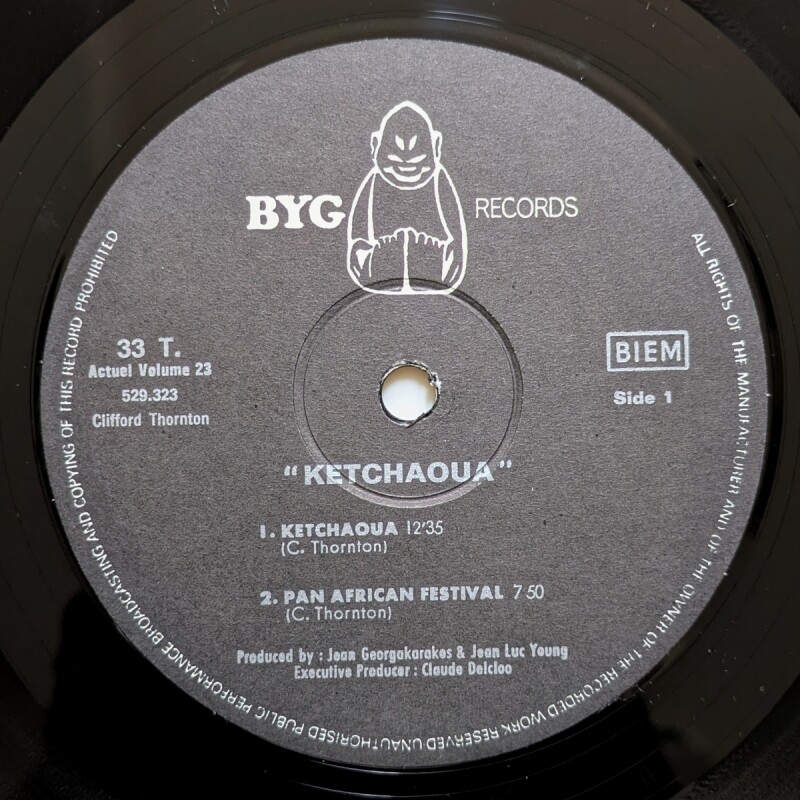 BYG RECORDS
33 T.
Actuel Volume 23
529.323
Clifford Thornton
BIEM
Side 1
"KETCHAOUA"
1. KETCHAOUA 12'35
(C. Thornton)
2. PAN AFRICAN FESTIVAL 7'50
(C. Thornton)
Produced by : Jean Georgakarakos & Jean Luc Young
Executive Producer : Claude Delcloo
ALL RIGHTS OF THE MANUFACTURER AND OF THE OWNER OF THE RECORDED WORK RESERVED UNAUTHORISED PUBLIC PERFORMANCE BROADCASTING AND COPYING OF THIS RECORD PROHIBITED